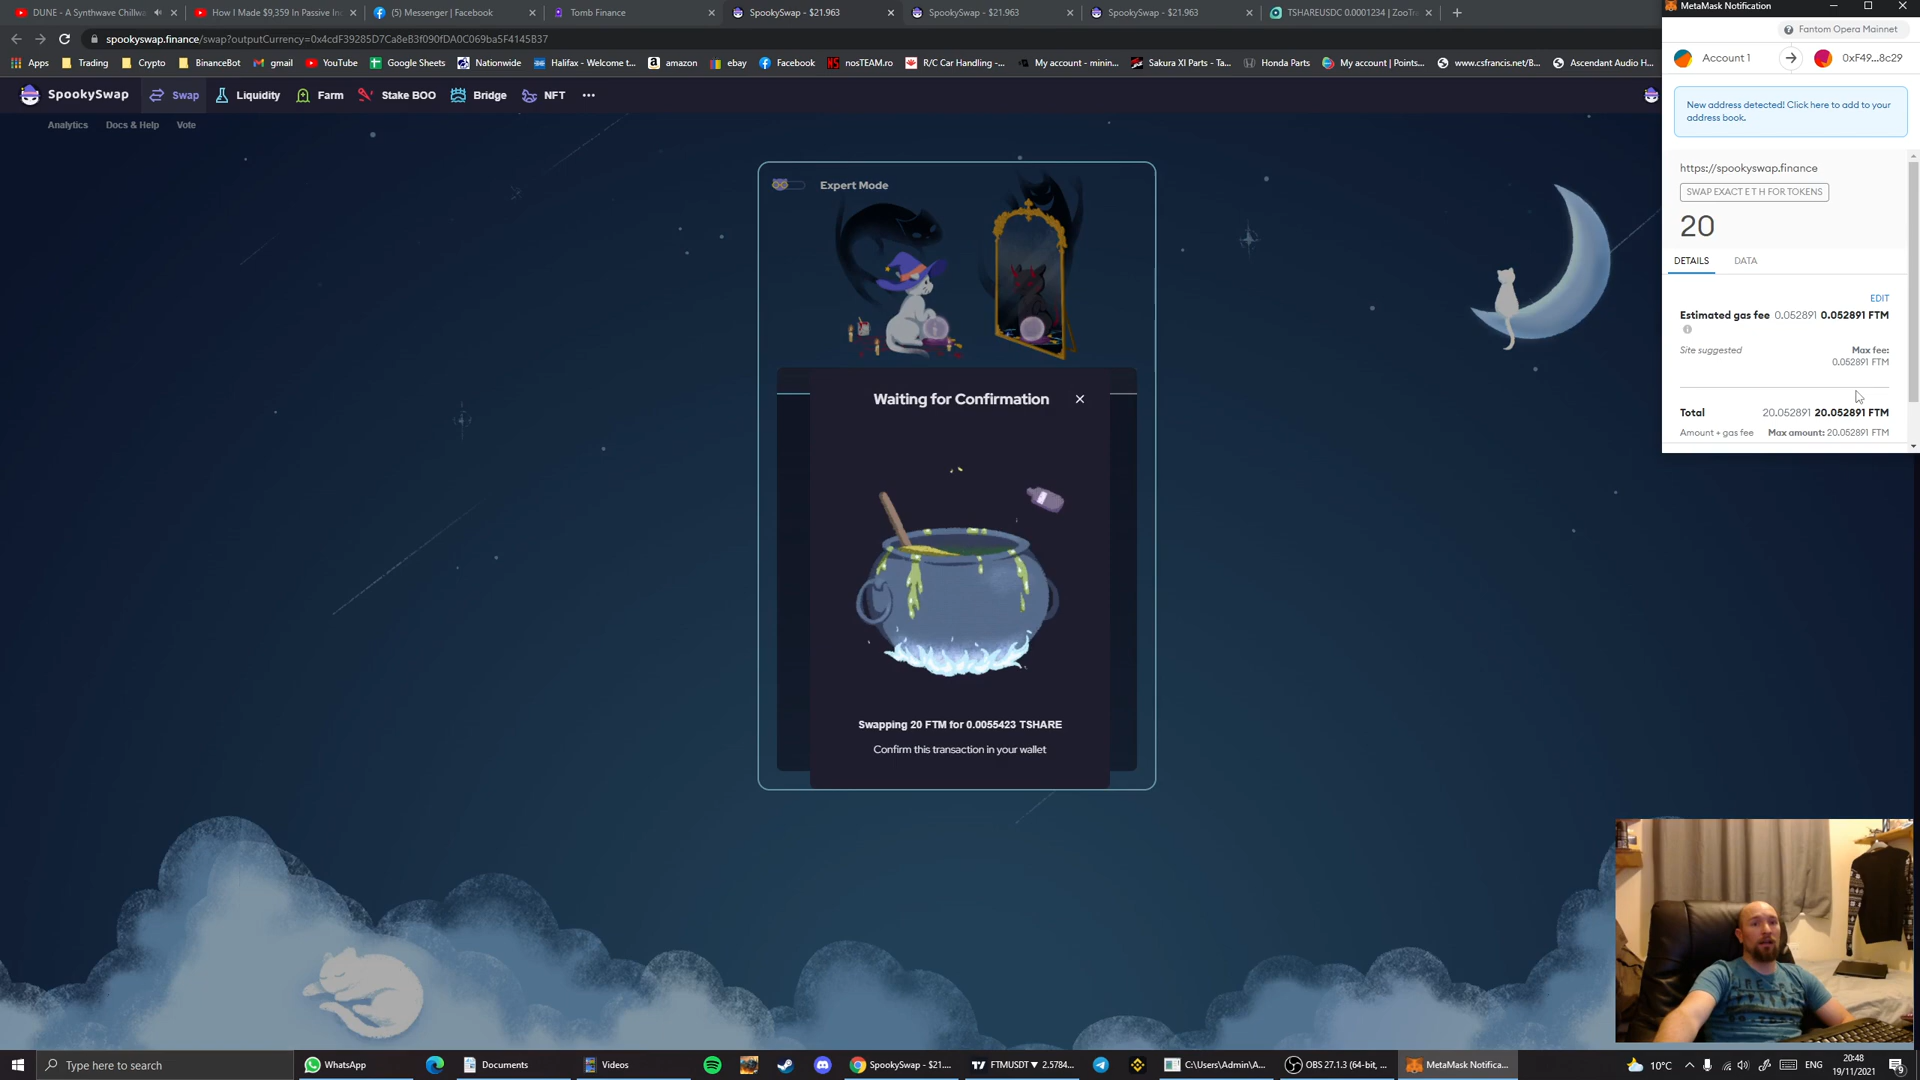 DUNE - A Synthwave Chillwa
How I Made $9,359 In Passive In
(5) Messenger | Facebook
Tomb Finance
SpookySwap - $21.963
SpookySwap - $21.963
SpookySwap - $21.963
TSHAREUSDC 0.0001234 | ZooTr
MetaMask Notification
spookyswap.finance/swap?outputCurrency=0x4cdF39285D7Ca8eB3f090fDA0C069ba5F4145B37
Fantom Opera Mainnet
Apps
Trading
Crypto
BinanceBot
gmail
YouTube
Google Sheets
Nationwide
Halifax - Welcome t...
amazon
ebay
Facebook
nosTEAM.ro
R/C Car Handling -...
My account - minin...
Sakura XI Parts - Ta...
Honda Parts
My account | Points...
www.csfrancis.net/B...
Ascendant Audio H...
Account 1
0xF49...8c29
SpookySwap
Swap
Liquidity
Farm
Stake BOO
Bridge
NFT
New address detected! Click here to add to your
address book.
Analytics
Docs & Help
Vote
https://spookyswap.finance
SWAP EXACT E T H FOR TOKENS
20
DETAILS
DATA
EDIT
Estimated gas fee 0.052891 0.052891 FTM
Site suggested
Max fee:
0.052891 FTM
Total 20.052891 20.052891 FTM
Amount + gas fee Max amount: 20.052891 FTM
Expert Mode
Waiting for Confirmation
Swapping 20 FTM for 0.0055423 TSHARE
Confirm this transaction in your wallet
Type here to search
WhatsApp
Documents
Videos
SpookySwap - $21....
FTMUSDT ▼ 2.5784...
C:\Users\Admin\A...
OBS 27.1.3 (64-bit, ...
MetaMask Notifica...
10°C
ENG
20:48
19/11/2021